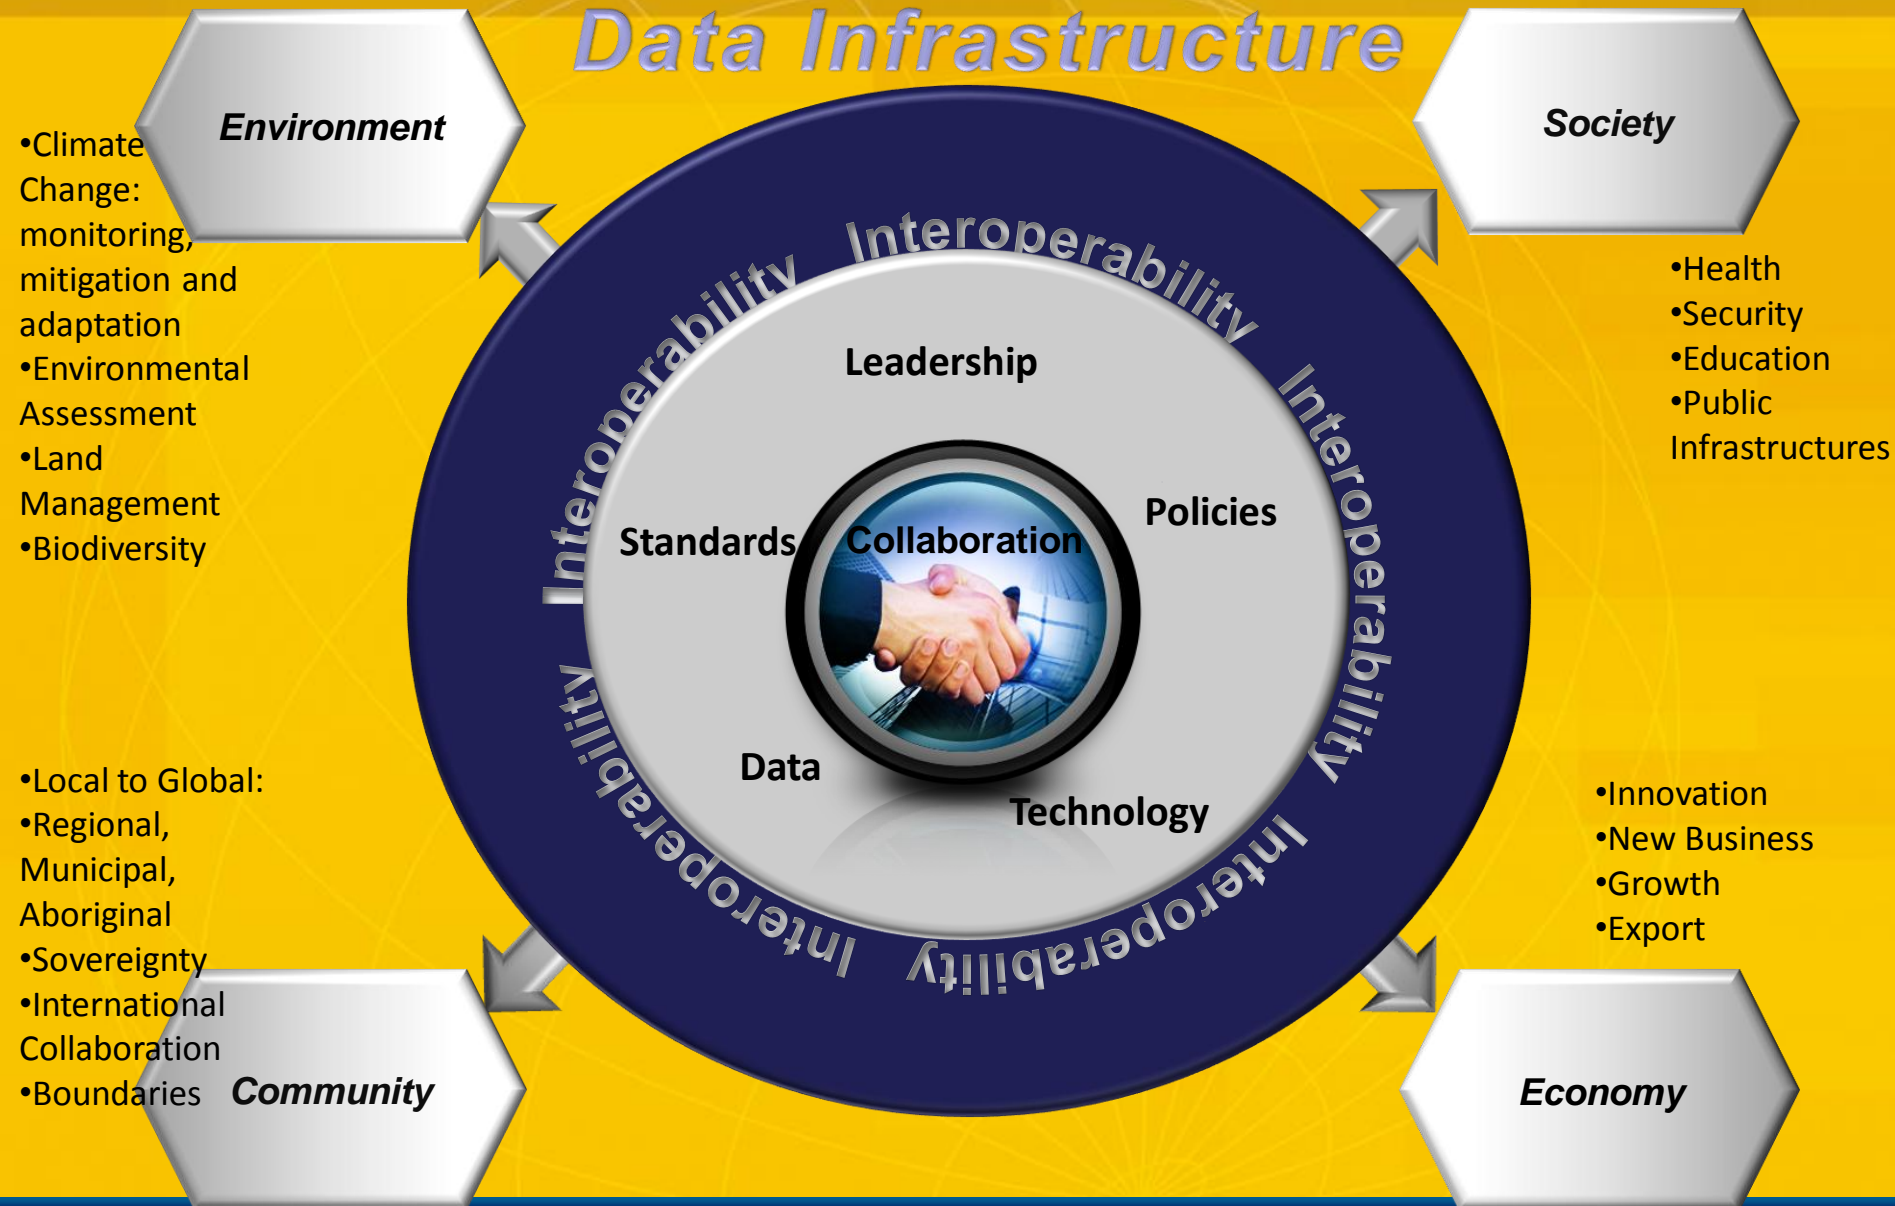 Data Infrastructure
Environment
•Climate
Change:
monitoring,
mitigation and
adaptation
•Environmental
Assessment
•Land
Management
•Biodiversity
Society
•Health
•Security
•Education
•Public
Infrastructures
Interoperability
Interoperability
Interoperability
Interoperability
Interoperability
Leadership
Policies
Standards
Collaboration
Data
Technology
•Local to Global:
•Regional,
Municipal,
Aboriginal
•Sovereignty
•International
Collaboration
•Boundaries
Community
•Innovation
•New Business
•Growth
•Export
Economy